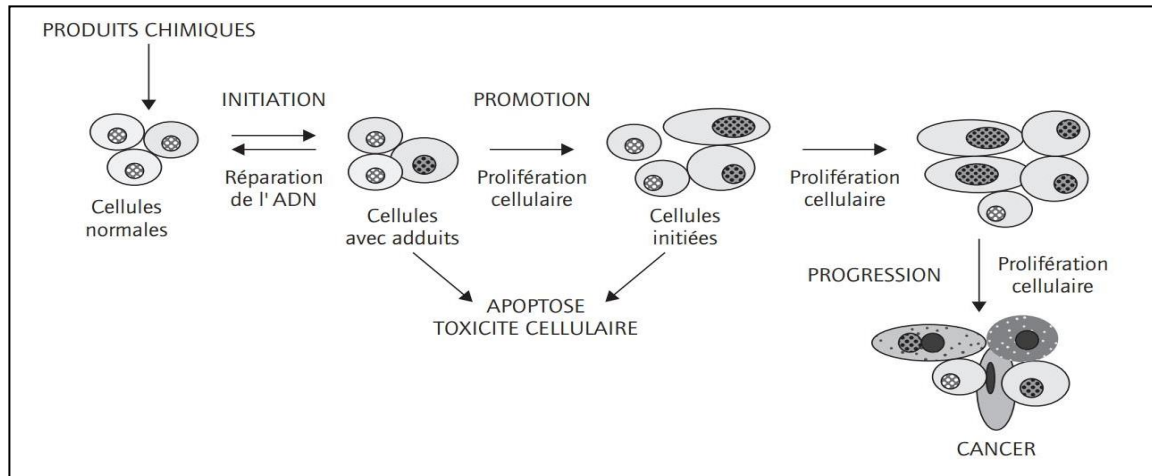 PRODUITS CHIMIQUES
INITIATION
PROMOTION
Réparation
de l' ADN
Prolifération
cellulaire
Prolifération
cellulaire
Cellules
normales
Cellules
avec adduits
Cellules
initiées
APOPTOSE
TOXICITE CELLULAIRE
PROGRESSION
Prolifération
cellulaire
CANCER